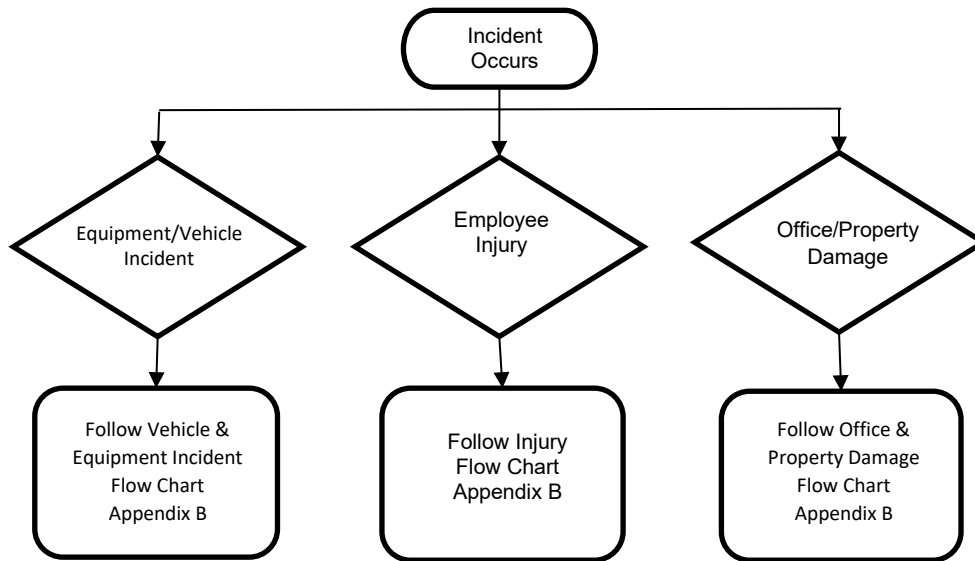 Incident
Occurs
Equipment/Vehicle
Incident
Employee
Injury
Office/Property
Damage
Follow Vehicle &
Equipment Incident
Flow Chart
Appendix B
Follow Injury
Flow Chart
Appendix B
Follow Office &
Property Damage
Flow Chart
Appendix B